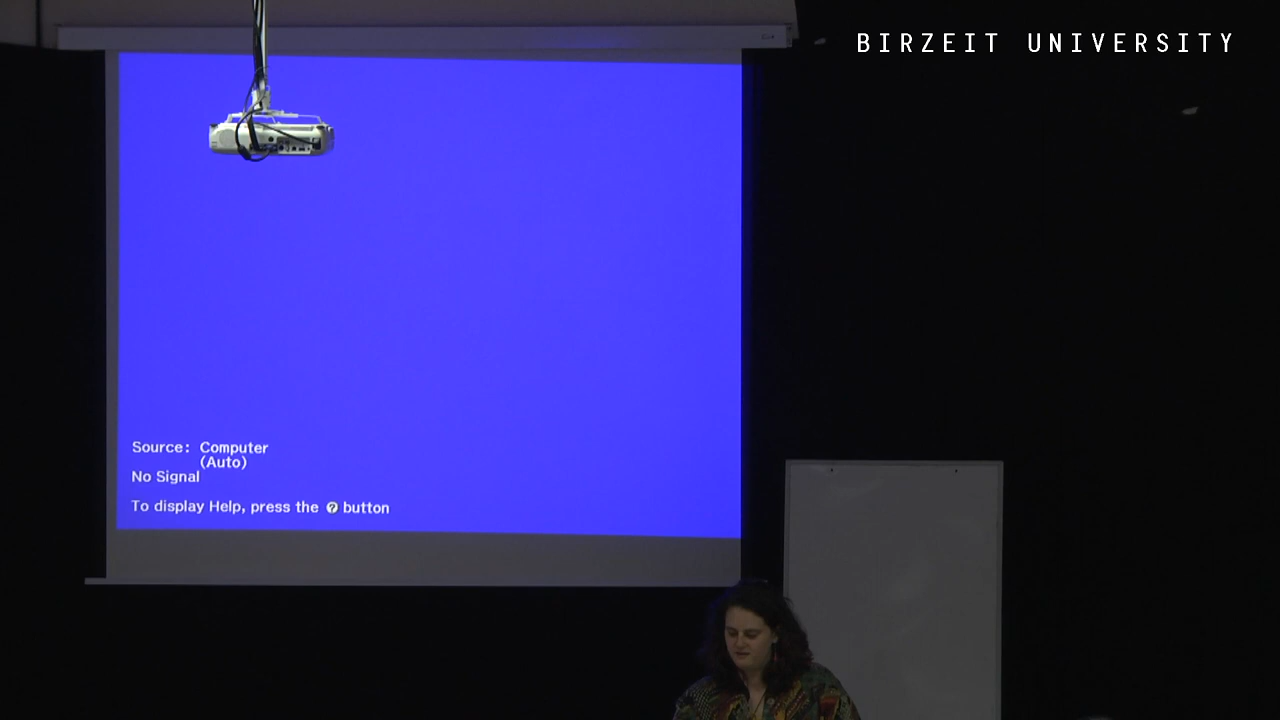 BIRZEIT UNIVERSITY
Source: Computer
(Auto)
No Signal
To display Help, press the ? button